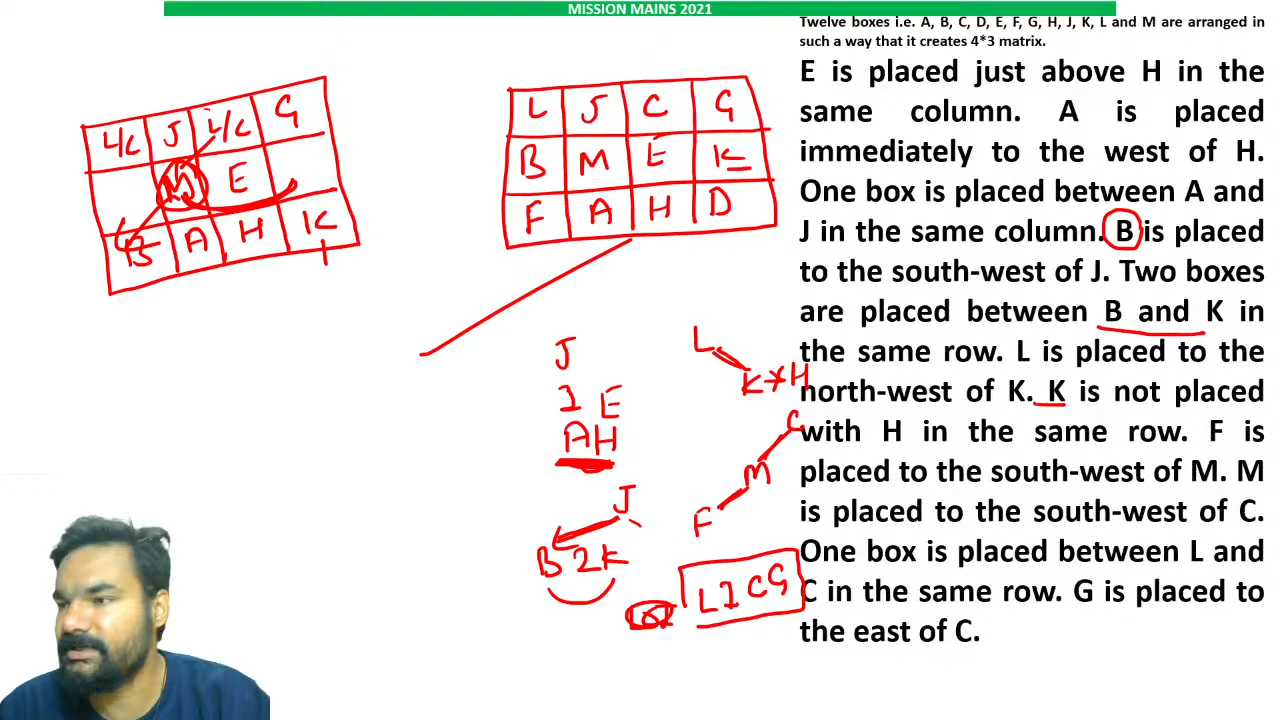 MISSION MAINS 2021
Twelve boxes i.e. A, B, C, D, E, F, G, H, J, K, L and M are arranged in
such a way that it creates 4*3 matrix.
E is placed just above H in the
same column. A is placed
immediately to the west of H.
One box is placed between A and
J in the same column. B is placed
to the south-west of J. Two boxes
are placed between B and K in
the same row. L is placed to the
north-west of K. K is not placed
with H in the same row. F is
placed to the south-west of M. M
is placed to the south-west of C.
One box is placed between L and
C in the same row. G is placed to
the east of C.
L/C J L/C G
M E
B A H K
L J C G
B M E K
F A H D
J
1 E
A H
J
B 2 K
L
K H
C
M
F
L 1 C G